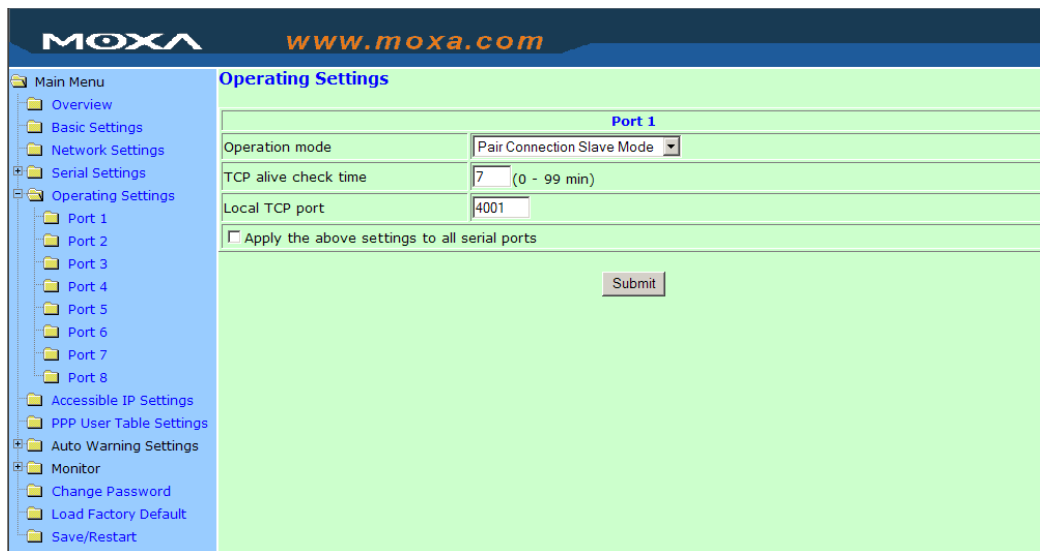 MOXA www.moxa.com
Main Menu
Overview
Basic Settings
Network Settings
Serial Settings
Operating Settings
Port 1
Port 2
Port 3
Port 4
Port 5
Port 6
Port 7
Port 8
Accessible IP Settings
PPP User Table Settings
Auto Warning Settings
Monitor
Change Password
Load Factory Default
Save/Restart
Operating Settings
Port 1
Operation mode Pair Connection Slave Mode
TCP alive check time 7 (0 - 99 min)
Local TCP port 4001
Apply the above settings to all serial ports
Submit